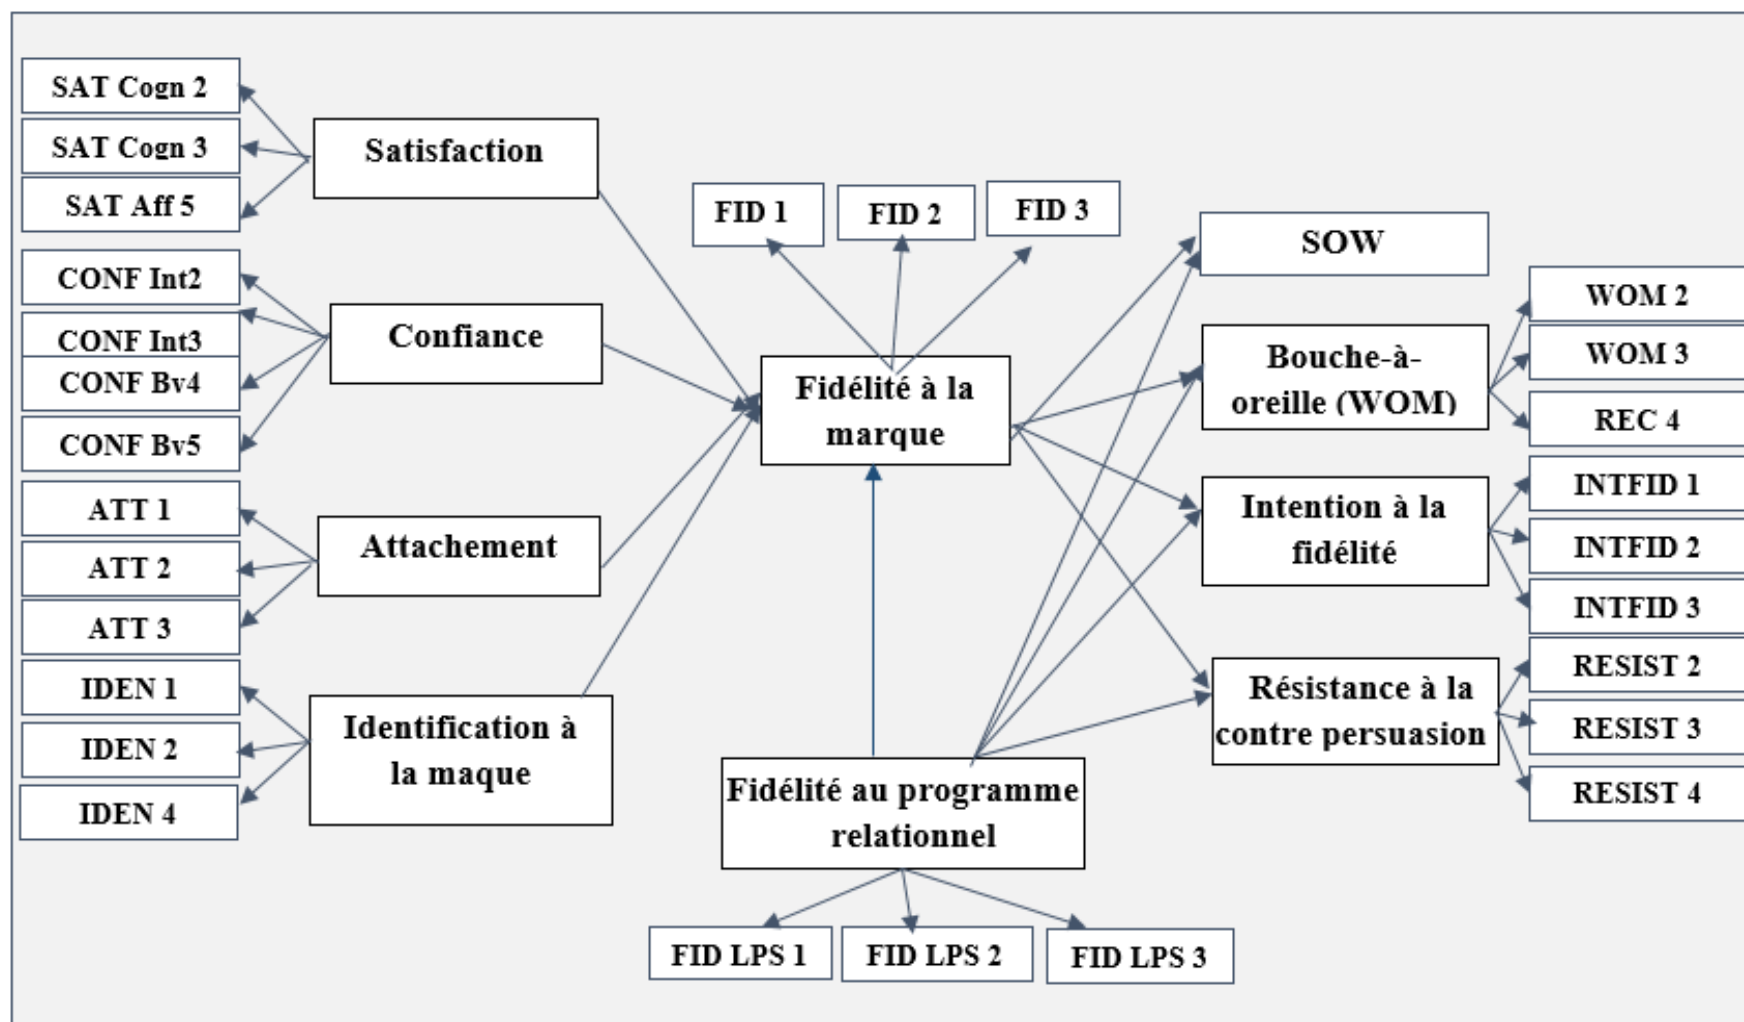 SAT Cogn 2
SAT Cogn 3
SAT Aff 5
Satisfaction
CONF Int2
CONF Int3
CONF Bv4
CONF Bv5
Confiance
ATT 1
ATT 2
ATT 3
Attachement
IDEN 1
IDEN 2
IDEN 4
Identification à
la maque
FID 1
FID 2
FID 3
Fidélité à la
marque
Fidélité au programme
relationnel
FID LPS 1
FID LPS 2
FID LPS 3
SOW
Bouche-à-
oreille (WOM)
WOM 2
WOM 3
REC 4
Intention à la
fidélité
INTFID 1
INTFID 2
INTFID 3
Résistance à la
contre persuasion
RESIST 2
RESIST 3
RESIST 4